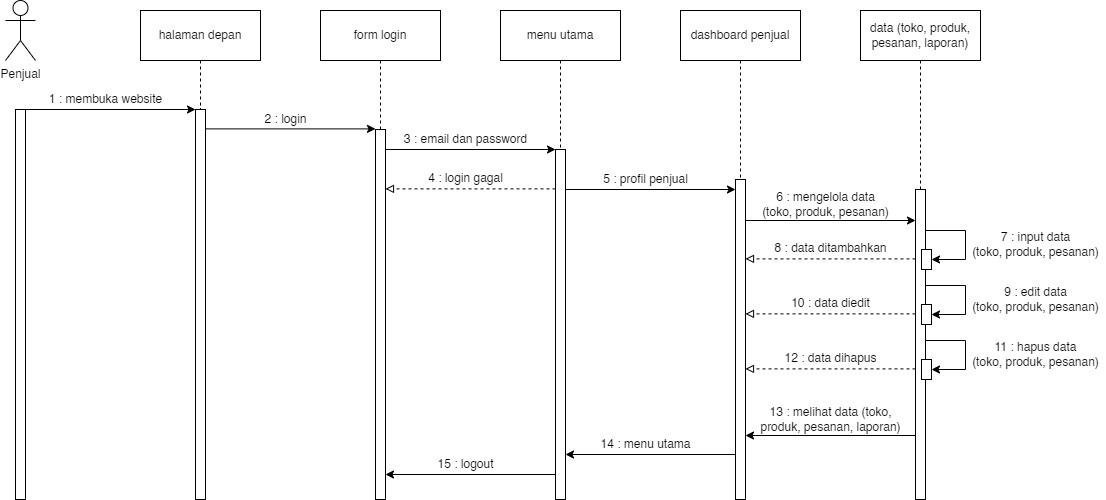 Penjual
halaman depan
form login
menu utama
dashboard penjual
data (toko, produk,
pesanan, laporan)
1 : membuka website
2 : login
3 : email dan password
4 : login gagal
5 : profil penjual
6 : mengelola data
(toko, produk, pesanan)
7 : input data
(toko, produk, pesanan)
8 : data ditambahkan
9 : edit data
(toko, produk, pesanan)
10 : data diedit
11 : hapus data
(toko, produk, pesanan)
12 : data dihapus
13 : melihat data (toko,
produk, pesanan, laporan)
14 : menu utama
15 : logout